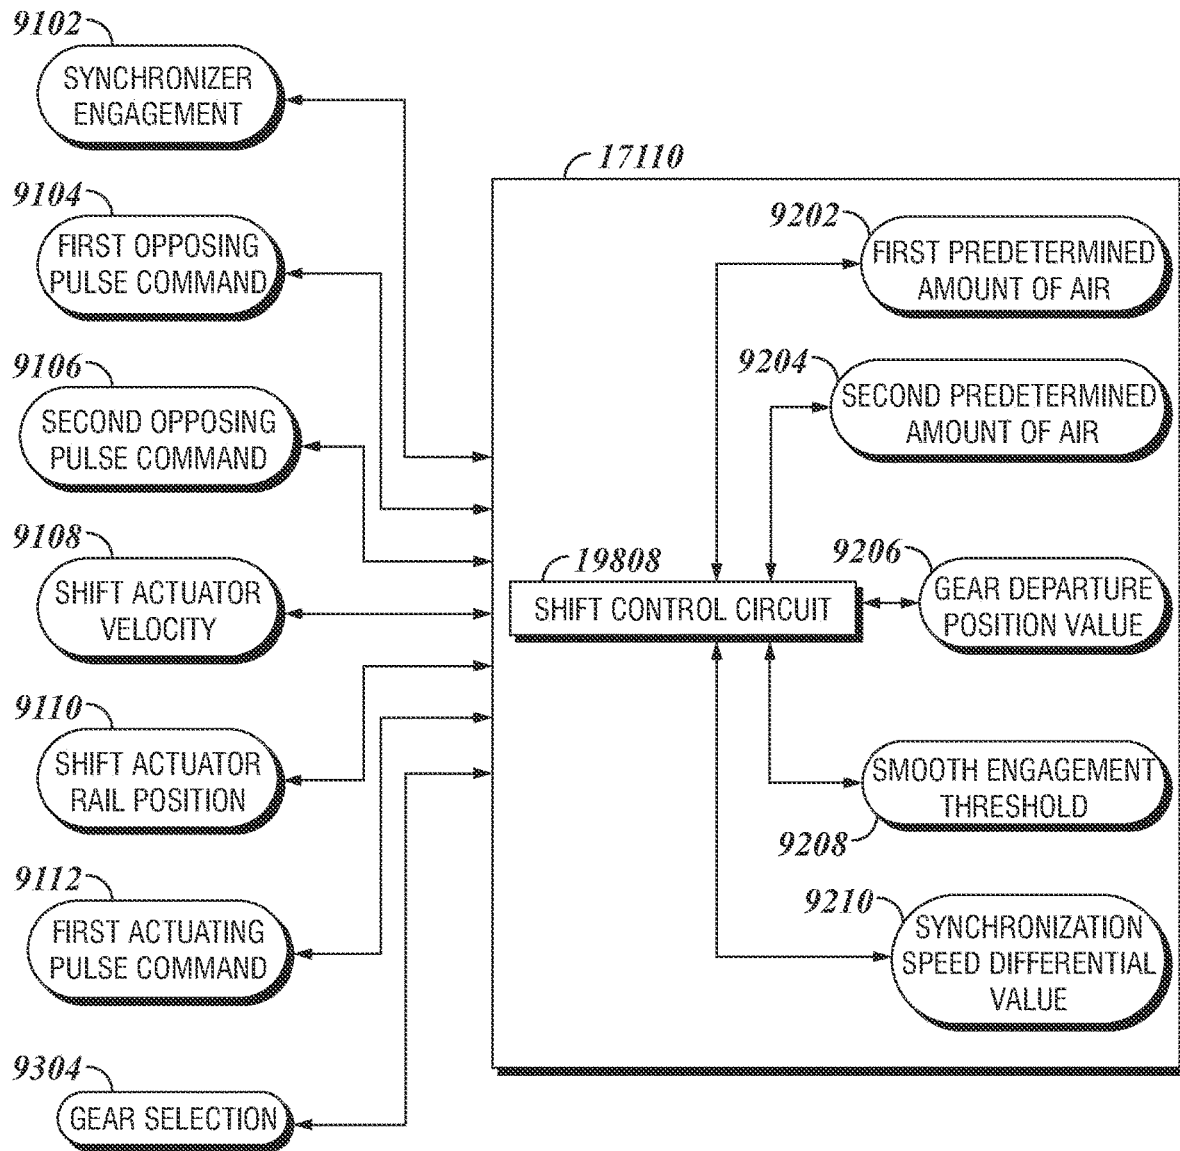 9102
SYNCHRONIZER
ENGAGEMENT
9104
FIRST OPPOSING
PULSE COMMAND
9106
SECOND OPPOSING
PULSE COMMAND
9108
SHIFT ACTUATOR
VELOCITY
9110
SHIFT ACTUATOR
RAIL POSITION
9112
FIRST ACTUATING
PULSE COMMAND
9304
GEAR SELECTION
17110
19808
SHIFT CONTROL CIRCUIT
9202
FIRST PREDETERMINED
AMOUNT OF AIR
9204
SECOND PREDETERMINED
AMOUNT OF AIR
9206
GEAR DEPARTURE
POSITION VALUE
SMOOTH ENGAGEMENT
THRESHOLD
9208
9210
SYNCHRONIZATION
SPEED DIFFERENTIAL
VALUE